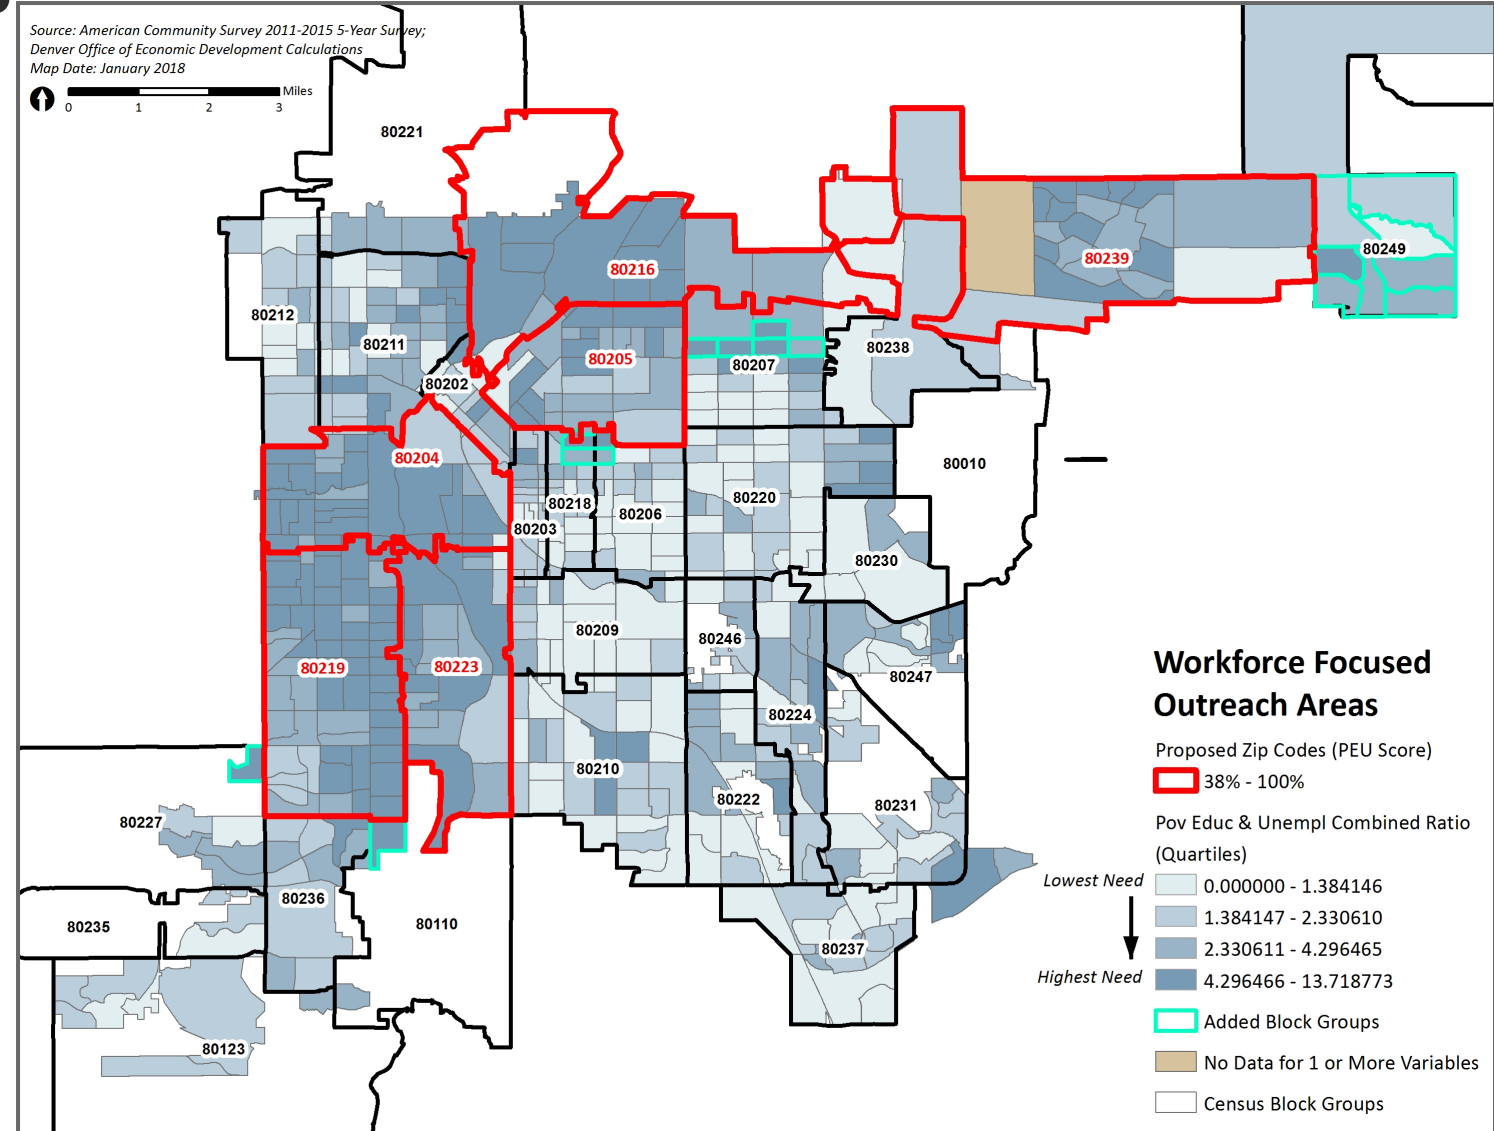 Source: American Community Survey 2011-2015 5-Year Survey;
Denver Office of Economic Development Calculations
Map Date: January 2018
Miles
0 1 2 3
80221
80216
80239
80249
80212
80211
80202
80205
80207
80238
80204
80010
80203
80218
80206
80220
80230
80219
80223
80209
80246
80247
80224
80210
80222
80231
80227
80236
80235
80110
80237
80123
Workforce Focused
Outreach Areas
Proposed Zip Codes (PEU Score)
38% - 100%
Pov Educ & Unempl Combined Ratio
(Quartiles)
Lowest Need
0.000000 - 1.384146
1.384147 - 2.330610
2.330611 - 4.296465
Highest Need
4.296466 - 13.718773
Added Block Groups
No Data for 1 or More Variables
Census Block Groups